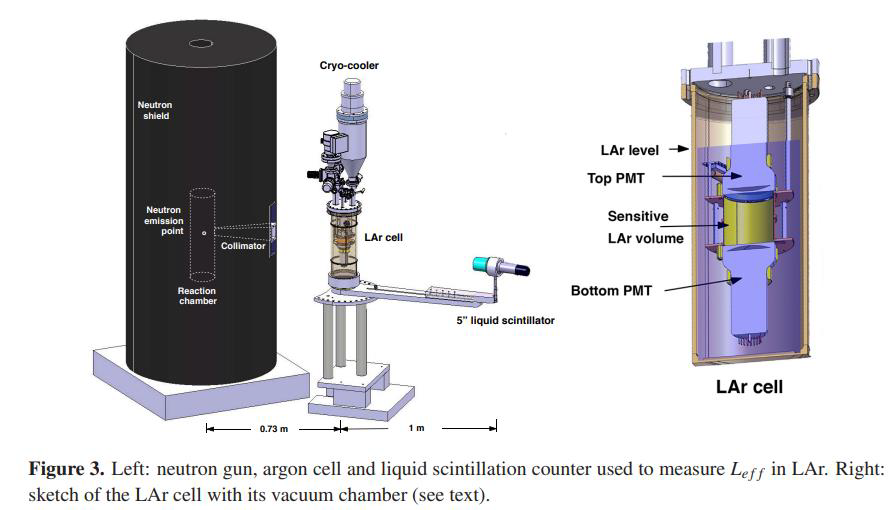 Cryo-cooler
Neutron
shield
Neutron
emission
point
Collimator
Reaction
chamber
LAr cell
5" liquid scintillator
0.73 m
1 m
LAr level
Top PMT
Sensitive
LAr volume
Bottom PMT
LAr cell
Figure 3. Left: neutron gun, argon cell and liquid scintillation counter used to measure Leff in LAr. Right:
sketch of the LAr cell with its vacuum chamber (see text).